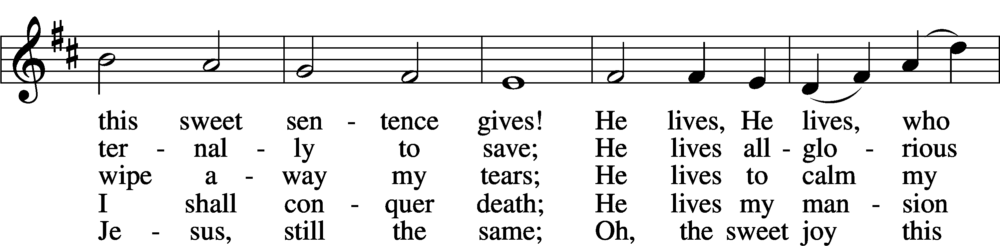 this sweet sen - tence gives! He lives, He lives, who
ter - nal - ly to save; He lives all - glo - rious
wipe a - way my tears; He lives to calm my
I shall con - quer death; He lives my man - sion
Je - sus, still the same; Oh, the sweet joy this